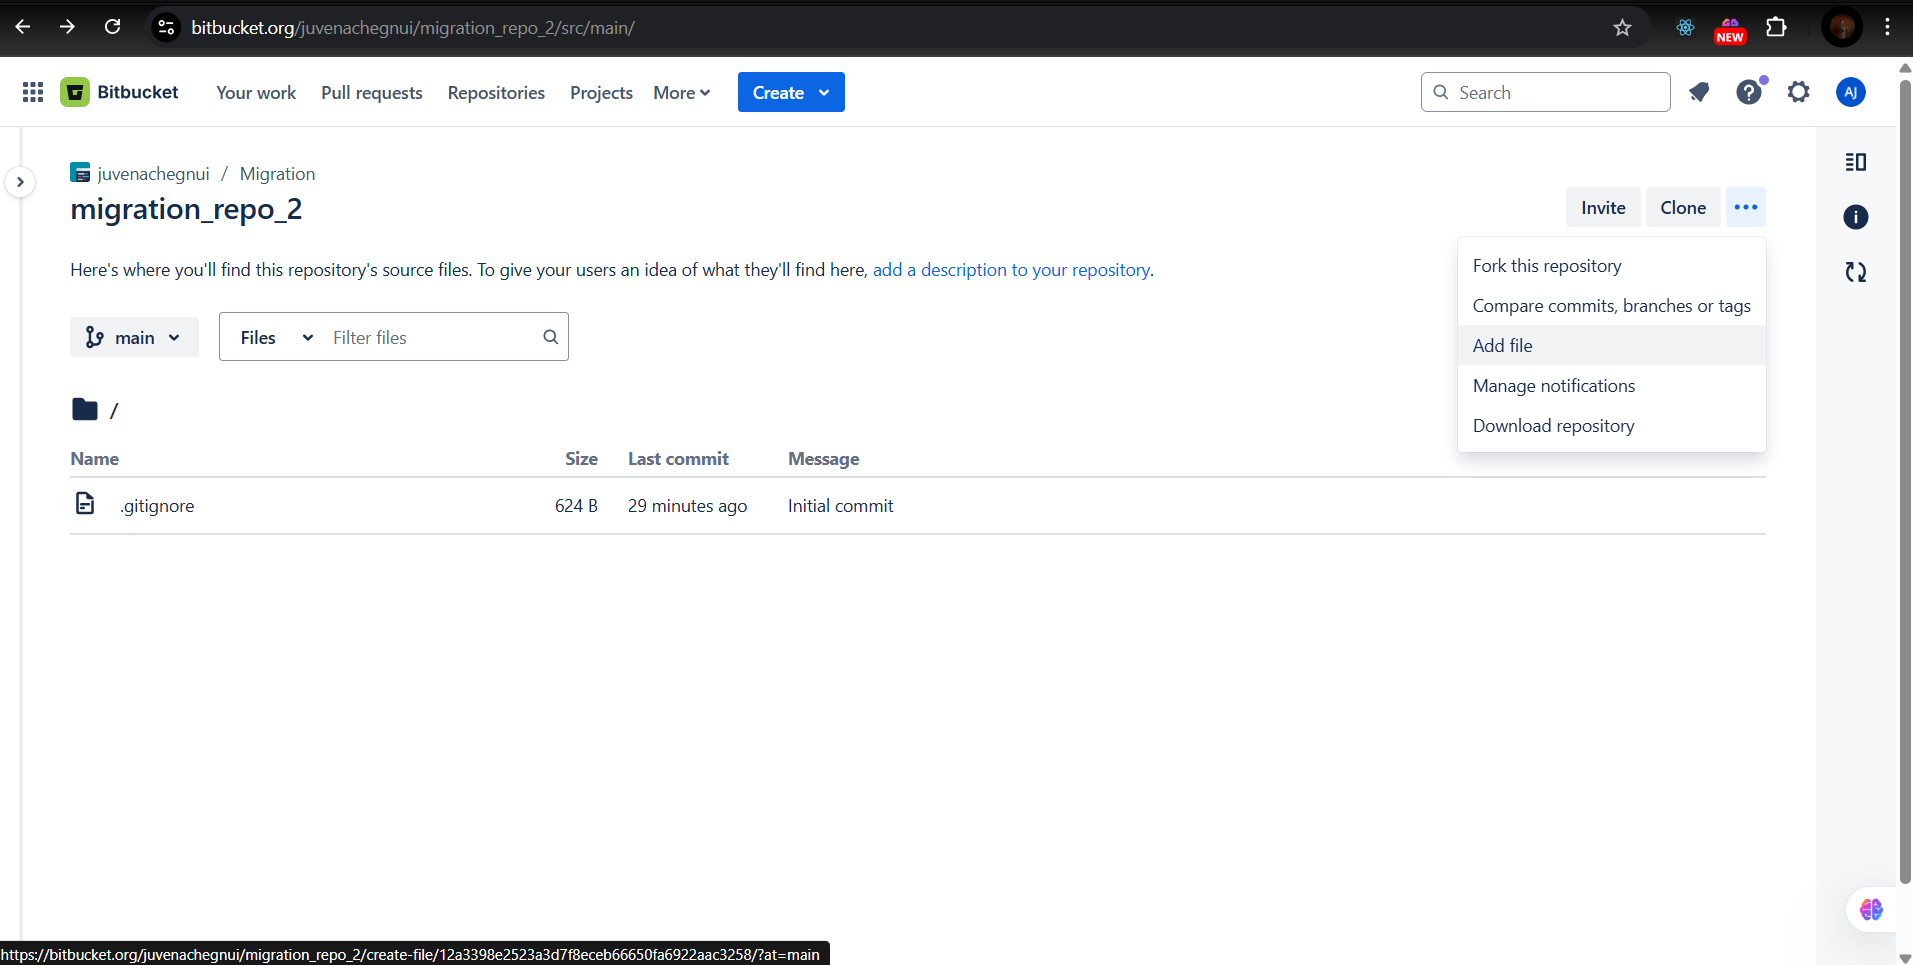 bitbucket.org/juvenachegnui/migration_repo_2/src/main/
NEW
Bitbucket Your work Pull requests Repositories Projects More Create Search AJ
juvenachegnui / Migration
migration_repo_2
Invite Clone
Here's where you'll find this repository's source files. To give your users an idea of what they'll find here, add a description to your repository.
Fork this repository
Compare commits, branches or tags
Add file
Manage notifications
Download repository
main Files Filter files
/
Name Size Last commit Message
.gitignore 624 B 29 minutes ago Initial commit
https://bitbucket.org/juvenachegnui/migration_repo_2/create-file/12a3398e2523a3d7f8eceb66650fa6922aac3258/?at=main